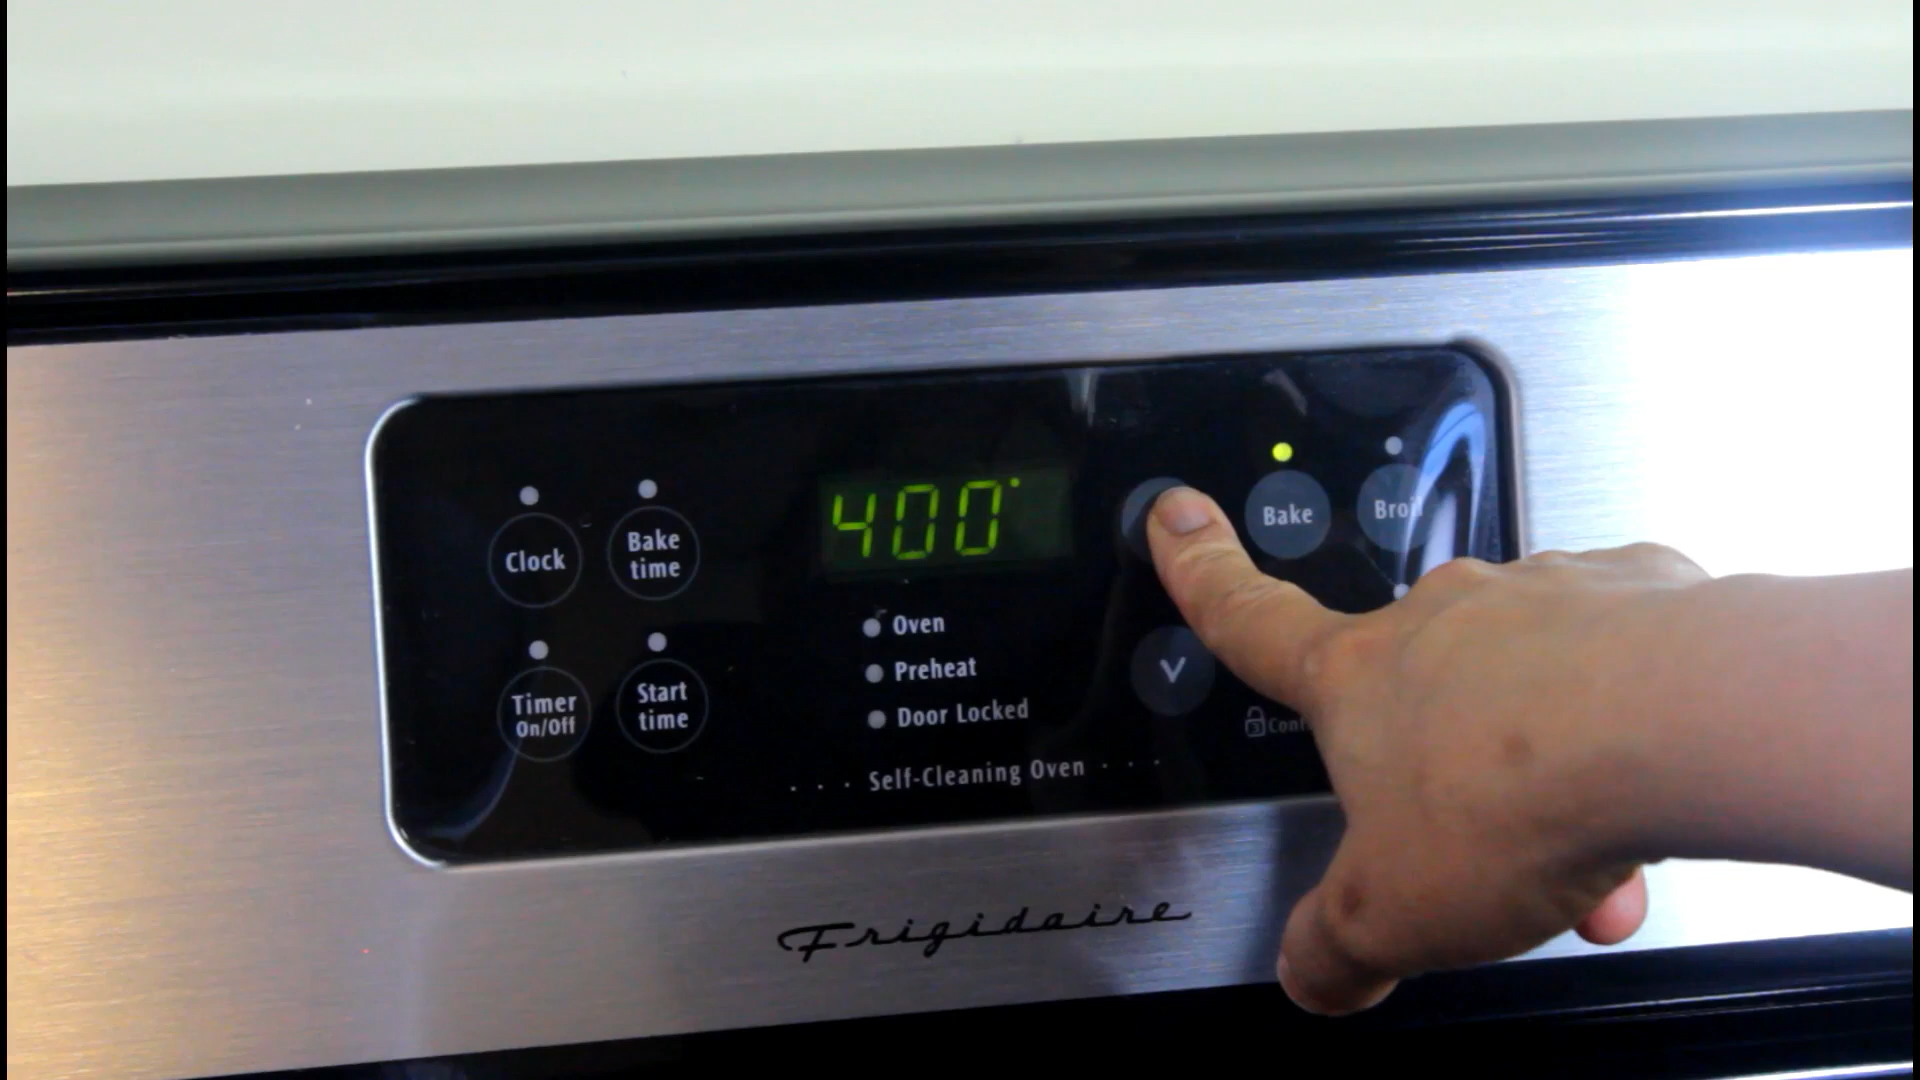 400°
Clock
Bake
time
Bake
Broil
Oven
Preheat
Door Locked
Timer
On/Off
Start
time
Self-Cleaning Oven
Frigidaire